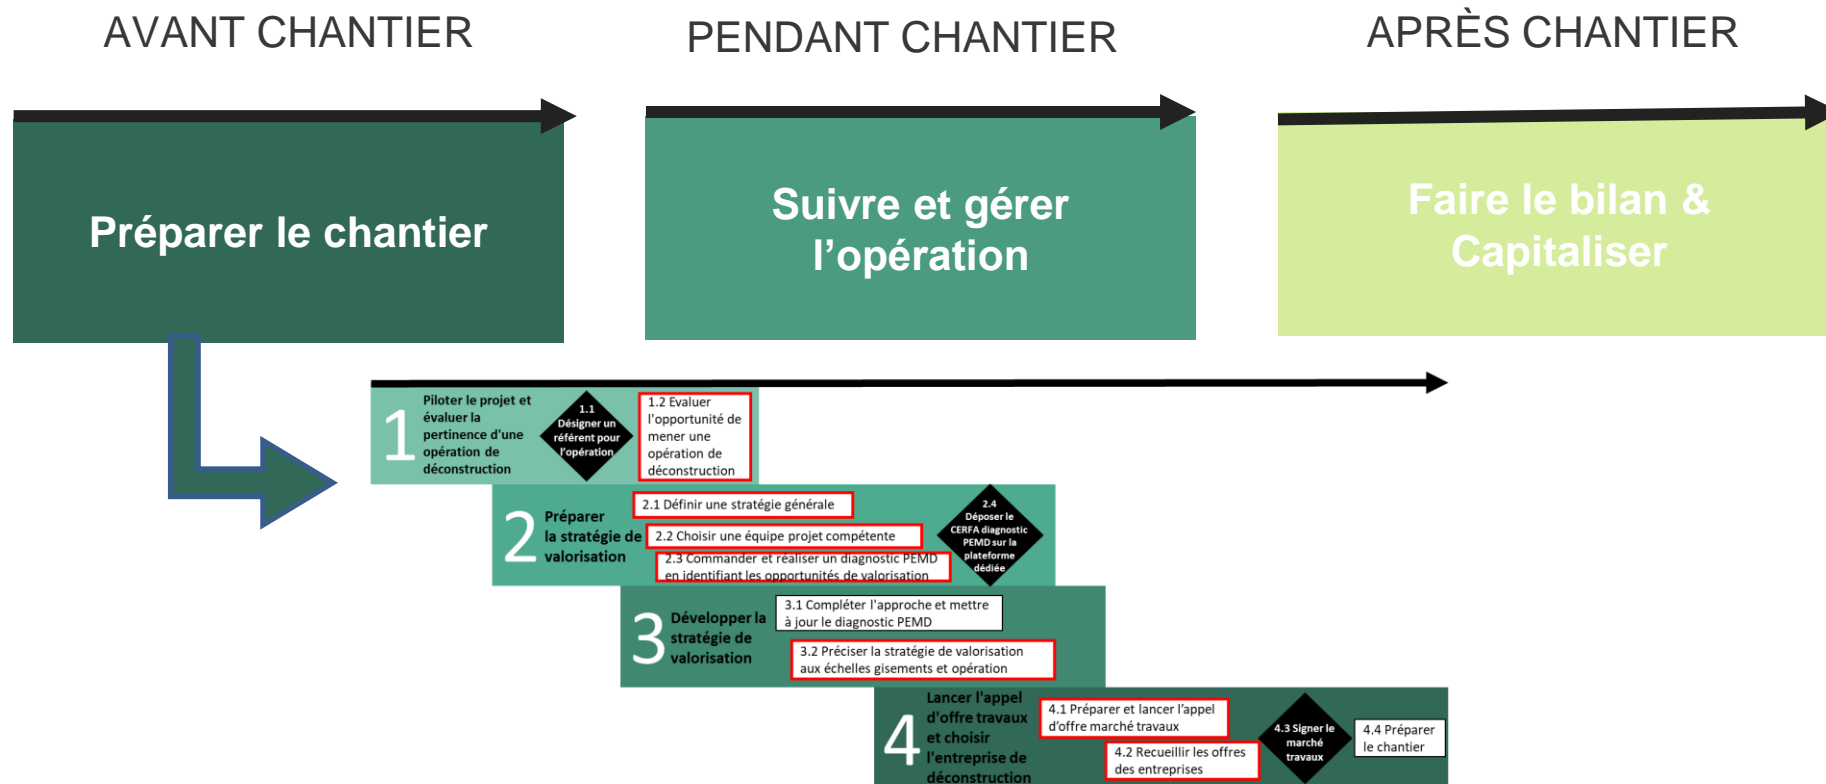 AVANT CHANTIER
PENDANT CHANTIER
APRÈS CHANTIER
Préparer le chantier
Suivre et gérer
l’opération
Faire le bilan &
Capitaliser
1
Piloter le projet et
évaluer la
pertinence d'une
opération de
déconstruction
1.1
Désigner un
référent pour
l’opération
1.2 Evaluer
l'opportunité de
mener une
opération de
déconstruction
2
Préparer
la stratégie de
valorisation
2.1 Définir une stratégie générale
2.2 Choisir une équipe projet compétente
2.3 Commander et réaliser un diagnostic PEMD
en identifiant les opportunités de valorisation
2.4
Déposer le
CERFA diagnostic
PEMD sur la
plateforme
dédiée
3
Développer la
stratégie de
valorisation
3.1 Compléter l'approche et mettre
à jour le diagnostic PEMD
3.2 Préciser la stratégie de valorisation
aux échelles gisements et opération
4
Lancer l'appel
d'offre travaux
et choisir
l'entreprise de
déconstruction
4.1 Préparer et lancer l’appel
d’offre marché travaux
4.2 Recueillir les offres
des entreprises
4.3 Signer le
marché
travaux
4.4 Préparer
le chantier